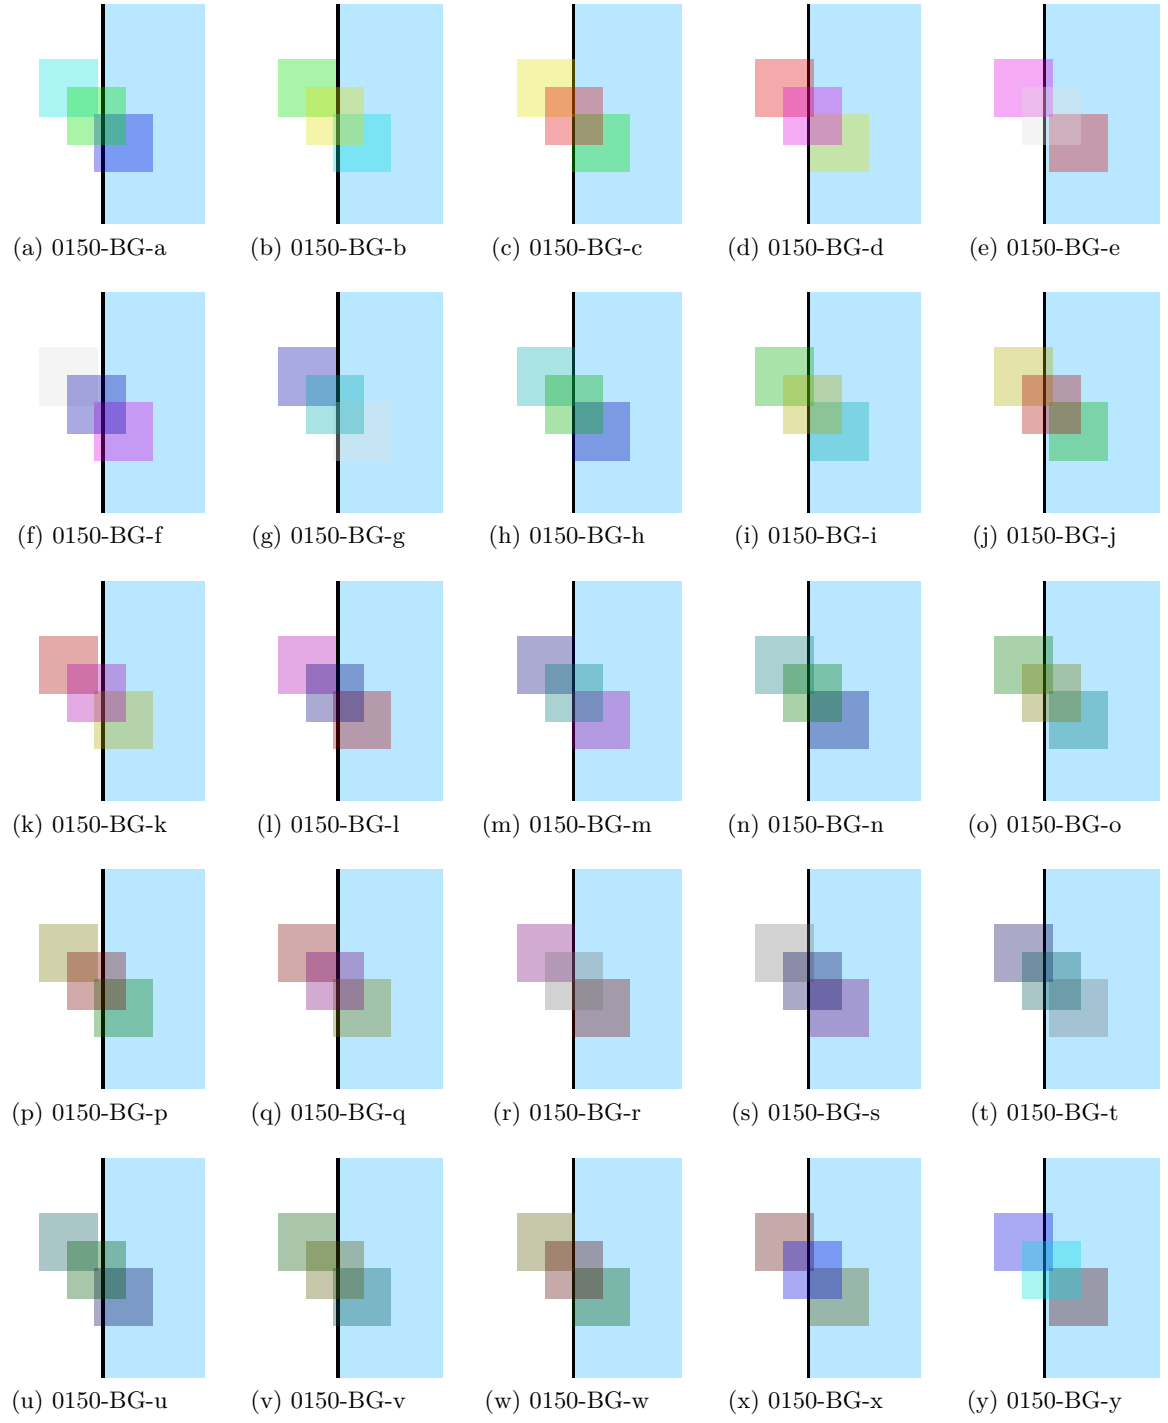 (a) 0150-BG-a (b) 0150-BG-b (c) 0150-BG-c (d) 0150-BG-d (e) 0150-BG-e
(f) 0150-BG-f (g) 0150-BG-g (h) 0150-BG-h (i) 0150-BG-i (j) 0150-BG-j
(k) 0150-BG-k (l) 0150-BG-l (m) 0150-BG-m (n) 0150-BG-n (o) 0150-BG-o
(p) 0150-BG-p (q) 0150-BG-q (r) 0150-BG-r (s) 0150-BG-s (t) 0150-BG-t
(u) 0150-BG-u (v) 0150-BG-v (w) 0150-BG-w (x) 0150-BG-x (y) 0150-BG-y